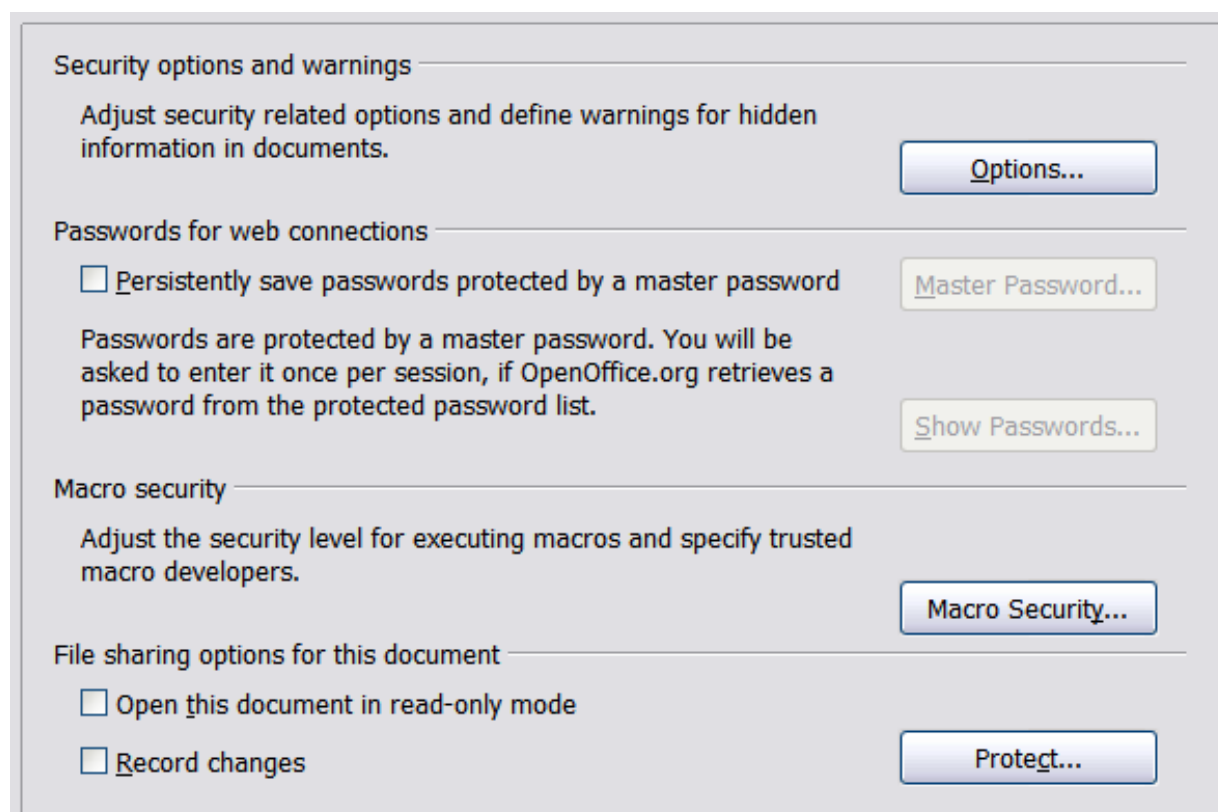 Security options and warnings
Adjust security related options and define warnings for hidden
information in documents.
Options...
Passwords for web connections
Persistently save passwords protected by a master password
Master Password...
Passwords are protected by a master password. You will
asked to enter it once per session, if OpenOffice.org retrieves a
password from the protected password list.
Show Passwords...
Macro security
Adjust the security level for executing macros and specify trusted
macro developers.
Macro Security...
File sharing options for this document
Open this document in read-only mode
Record changes
Protect...